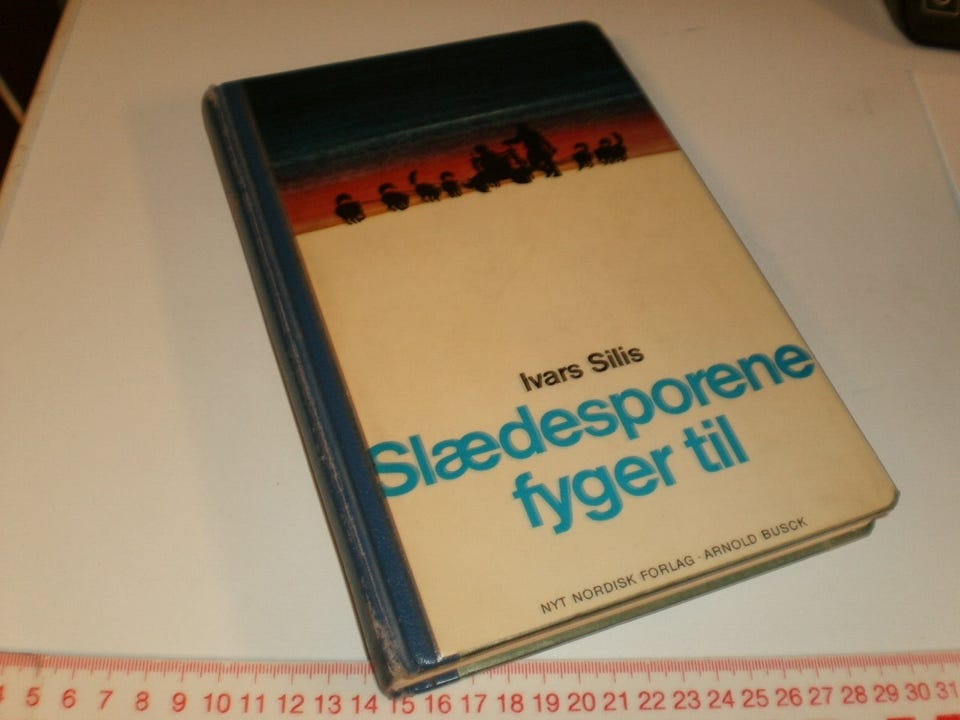 Ivars Silis
Slædesporene
fyger til
NYT NORDISK FORLAG · ARNOLD BUSCK
5 6 7 8 9 10 11 12 13 14 15 16 17 18 19 20 21 22 23 24 25 26 27 28 29 30 31